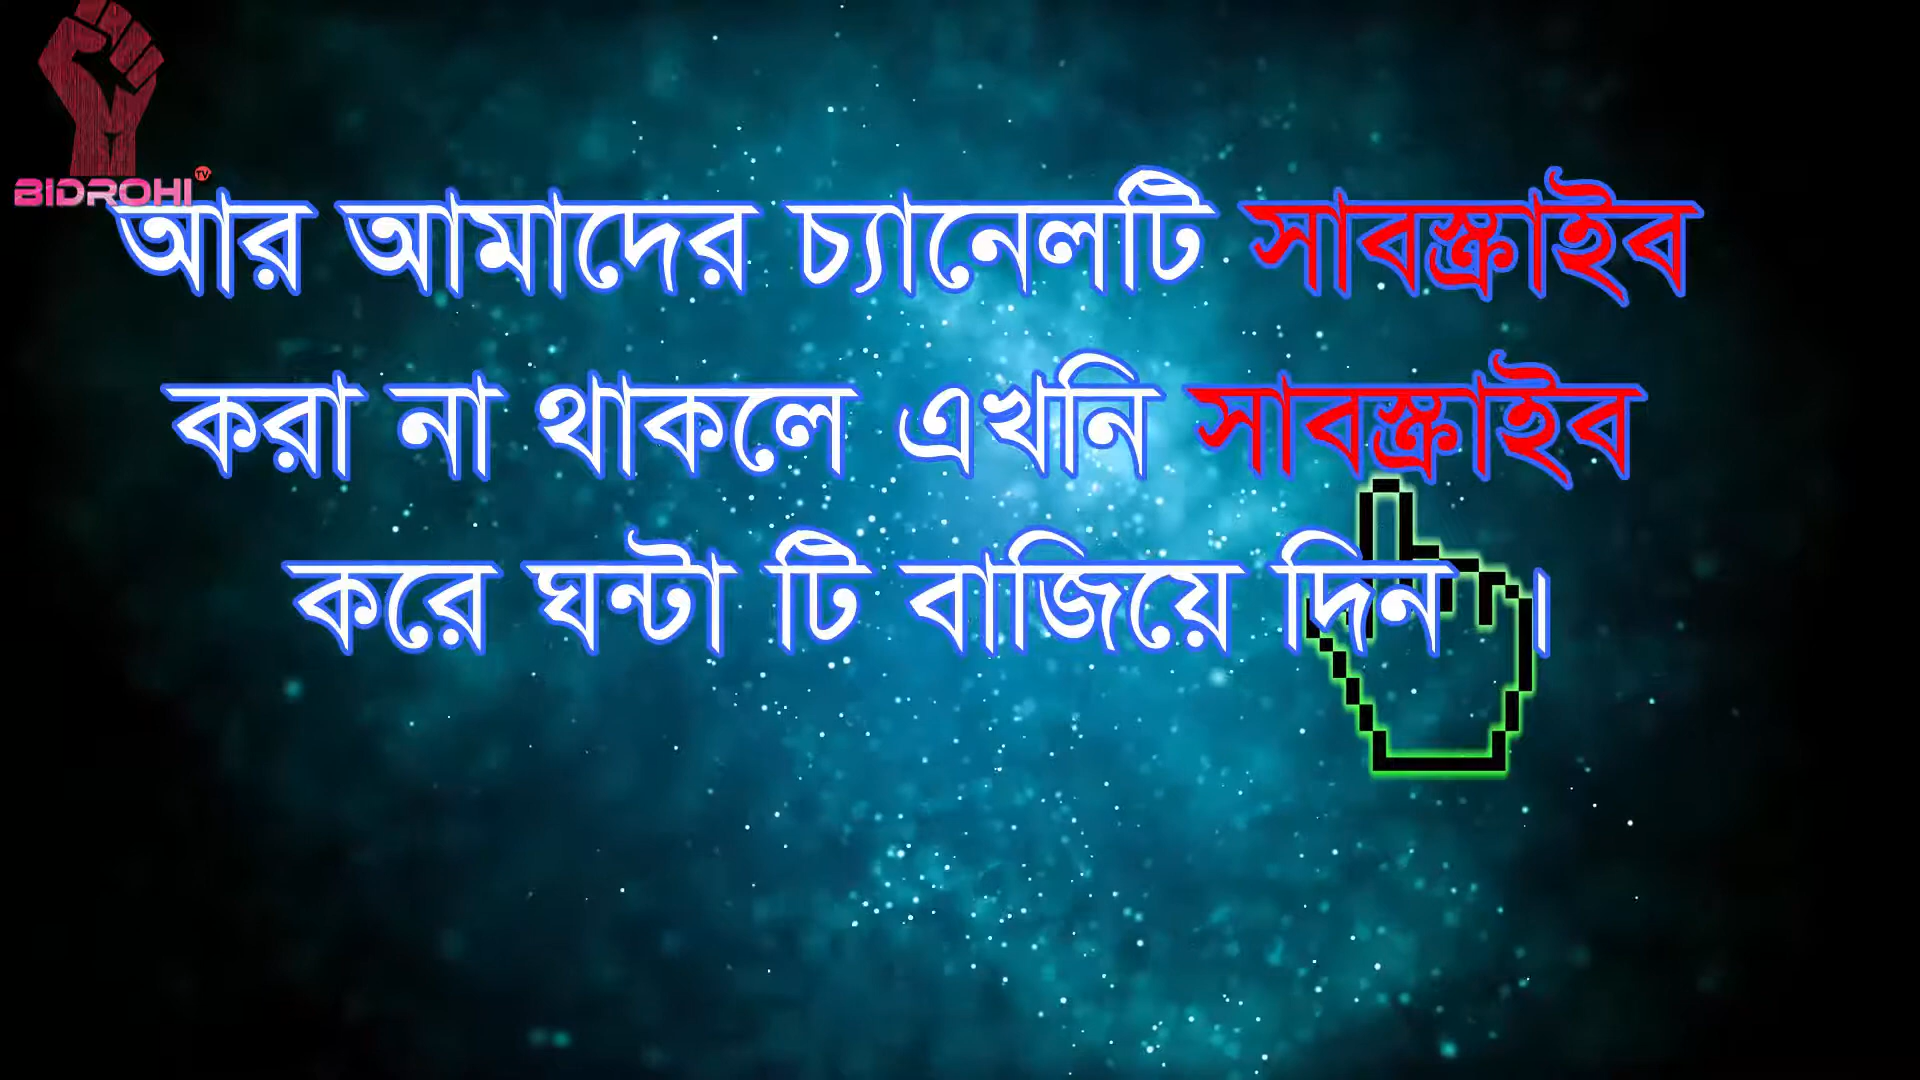 BIDROHI TV
আর আমাদের চ্যানেলটি সাবস্ক্রাইব
করা না থাকলে এখনি সাবস্ক্রাইব
করে ঘন্টা টি বাজিয়ে দিন ।